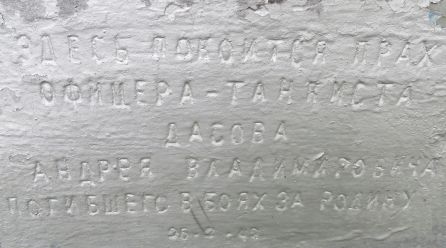 ЗДЕСЬ ПОКОИТСЯ ПРАХ
ОФИЦЕРА-ТАНКИСТА
ДАСОВА
АНДРЕЯ ВЛАДИМИРОВИЧА
ПОГИБШЕГО В БОЯХ ЗА РОДИНУ